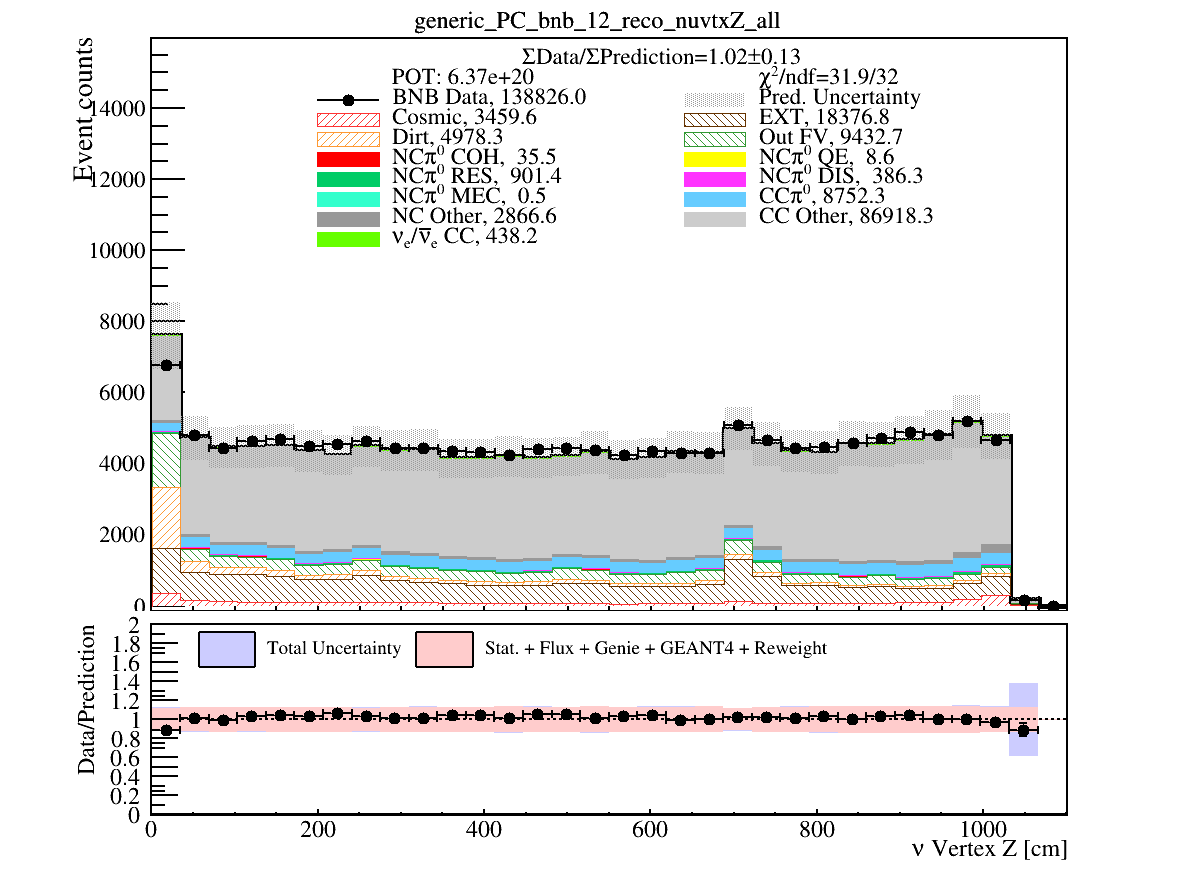 generic_PC_bnb_12_reco_nuvtxZ_all
ΣData/ΣPrediction=1.02±0.13
POT: 6.37e+20 χ²/ndf=31.9/32
BNB Data, 138826.0 Pred. Uncertainty
Cosmic, 3459.6 EXT, 18376.8
Dirt, 4978.3 Out FV, 9432.7
NCπ⁰ COH, 35.5 NCπ⁰ QE, 8.6
NCπ⁰ RES, 901.4 NCπ⁰ DIS, 386.3
NCπ⁰ MEC, 0.5 CCπ⁰, 8752.3
NC Other, 2866.6 CC Other, 86918.3
νₑ/ν̅ₑ CC, 438.2
Event counts
14000
12000
10000
8000
6000
4000
2000
0
Data/Prediction
Total Uncertainty Stat. + Flux + Genie + GEANT4 + Reweight
2
1.8
1.6
1.4
1.2
1
0.8
0.6
0.4
0.2
0
0 200 400 600 800 1000
ν Vertex Z [cm]